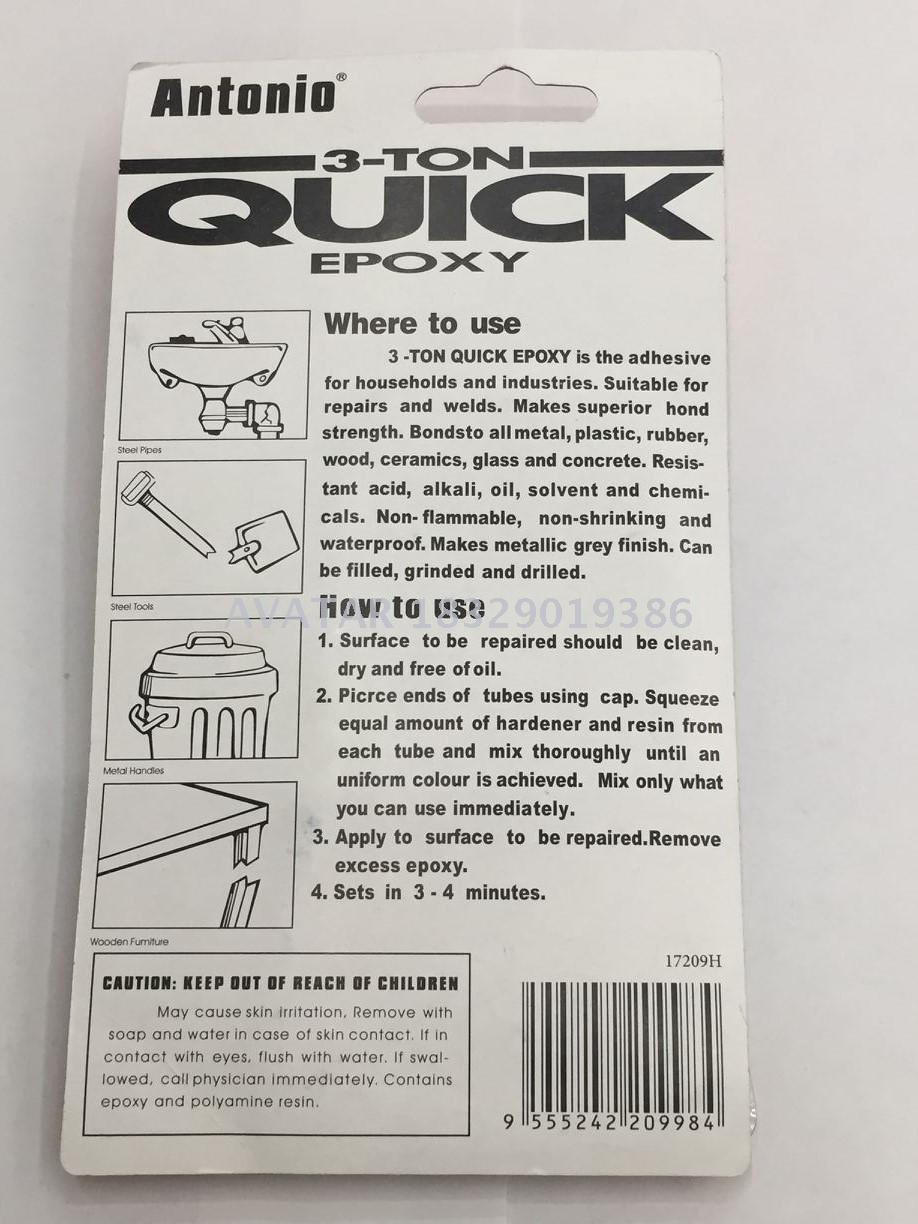 Antonio®
3-TON
QUICK
EPOXY
Where to use
3 -TON QUICK EPOXY is the adhesive
for households and industries. Suitable for
repairs and welds. Makes superior hond
strength. Bondsto all metal, plastic, rubber,
wood, ceramics, glass and concrete. Resis-
tant acid, alkali, oil, solvent and chemi-
cals. Non-flammable, non-shrinking and
waterproof. Makes metallic grey finish. Can
be filled, grinded and drilled.
Steel Pipes
Steel Tools
Metal Handles
Wooden Furniture
How to use
AVATAR 18329019386
1. Surface to be repaired should be clean,
dry and free of oil.
2. Picrce ends of tubes using cap. Squeeze
equal amount of hardener and resin from
each tube and mix thoroughly until an
uniform colour is achieved. Mix only what
you can use immediately.
3. Apply to surface to be repaired.Remove
excess epoxy.
4. Sets in 3 - 4 minutes.
CAUTION: KEEP OUT OF REACH OF CHILDREN
May cause skin irritation, Remove with
soap and water in case of skin contact. If in
contact with eyes, flush with water. If swal-
lowed, call physician immediately. Contains
epoxy and polyamine resin.
17209H
9 555242 209984